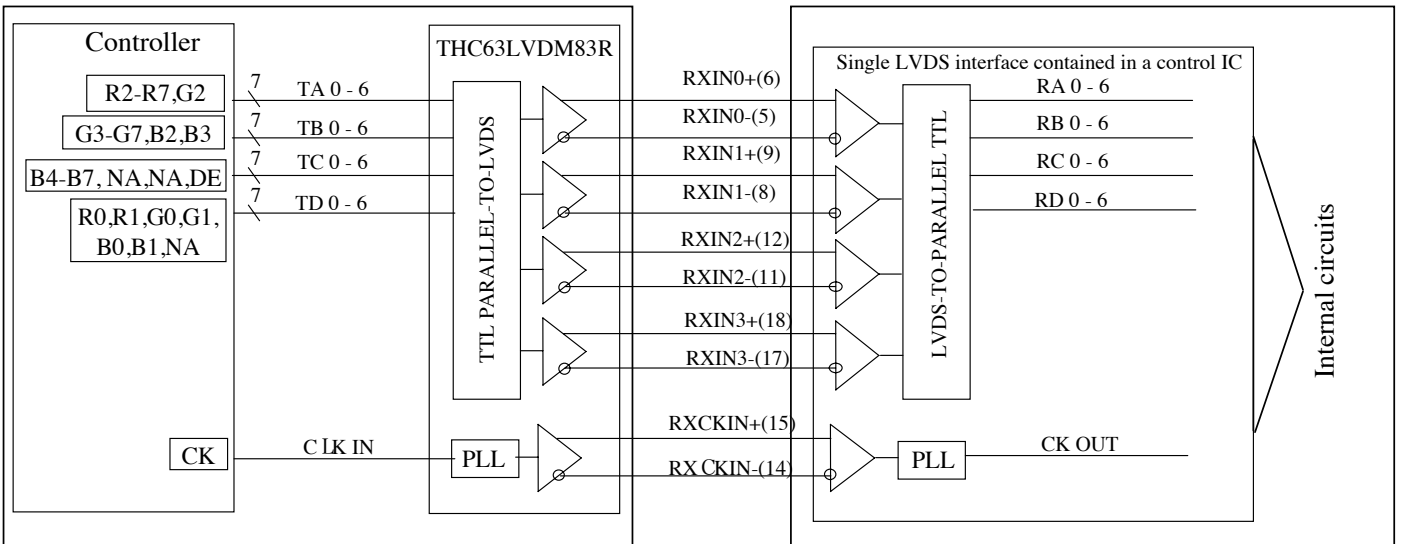 Controller
R2-R7,G2
G3-G7,B2,B3
B4-B7, NA,NA,DE
R0,R1,G0,G1,
B0,B1,NA
CK
7
TA 0 - 6
7
TB 0 - 6
7
TC 0 - 6
7
TD 0 - 6
CLK IN
THC63LVDM83R
TTL PARALLEL-TO-LVDS
PLL
RXIN0+(6)
RXIN0-(5)
RXIN1+(9)
RXIN1-(8)
RXIN2+(12)
RXIN2-(11)
RXIN3+(18)
RXIN3-(17)
RXCKIN+(15)
RXCKIN-(14)
Single LVDS interface contained in a control IC
LVDS-TO-PARALLEL TTL
PLL
RA 0 - 6
RB 0 - 6
RC 0 - 6
RD 0 - 6
CK OUT
Internal circuits